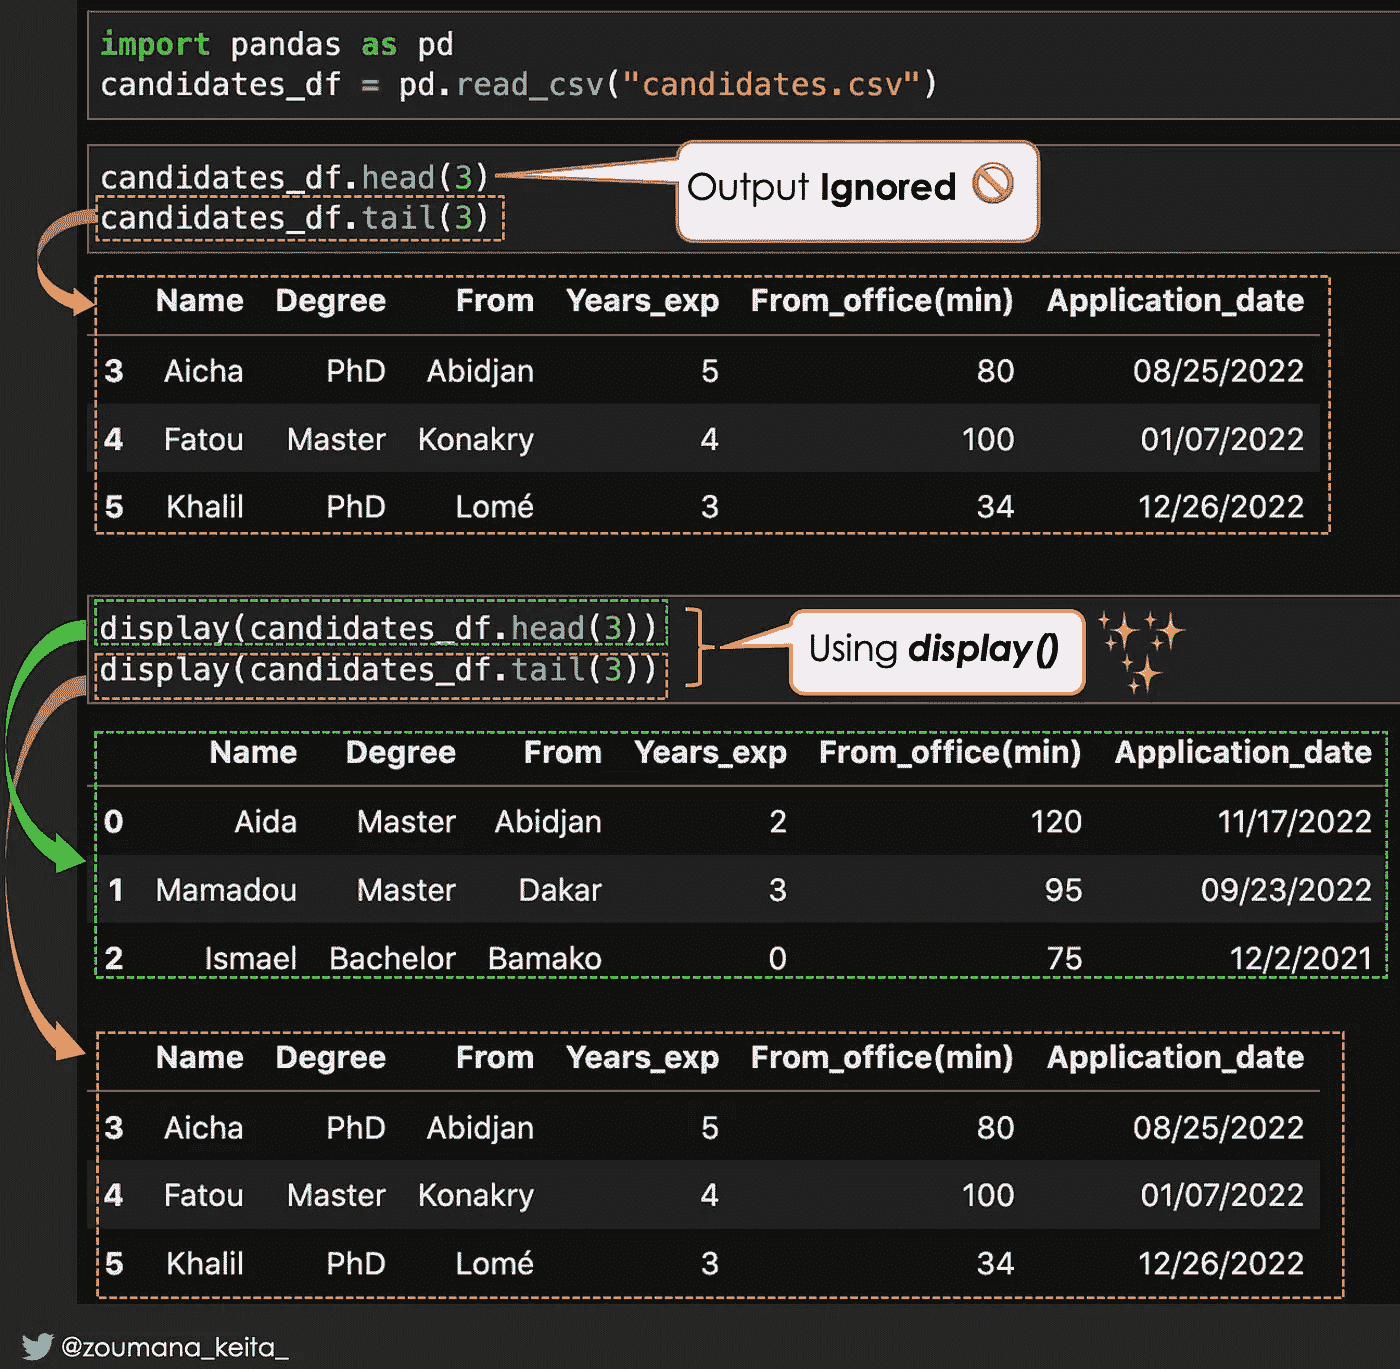 import pandas as pd
candidates_df = pd.read_csv("candidates.csv")
candidates_df.head(3)
Output Ignored
candidates_df.tail(3)
Name Degree From Years_exp From_office(min) Application_date
3 Aicha PhD Abidjan 5 80 08/25/2022
4 Fatou Master Konakry 4 100 01/07/2022
5 Khalil PhD Lomé 3 34 12/26/2022
display(candidates_df.head(3))
display(candidates_df.tail(3))
Using display()
Name Degree From Years_exp From_office(min) Application_date
0 Aida Master Abidjan 2 120 11/17/2022
1 Mamadou Master Dakar 3 95 09/23/2022
2 Ismael Bachelor Bamako 0 75 12/2/2021
Name Degree From Years_exp From_office(min) Application_date
3 Aicha PhD Abidjan 5 80 08/25/2022
4 Fatou Master Konakry 4 100 01/07/2022
5 Khalil PhD Lomé 3 34 12/26/2022
@zoumana_keita_